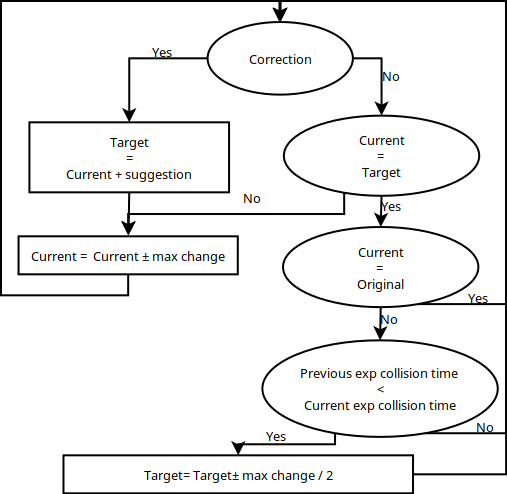 Yes
Correction
No
Target
=
Current + suggestion
Current
=
Target
No
Yes
Current = Current ± max change
Current
=
Original
Yes
No
Previous exp collision time
<
Current exp collision time
Yes
No
Target= Target± max change / 2